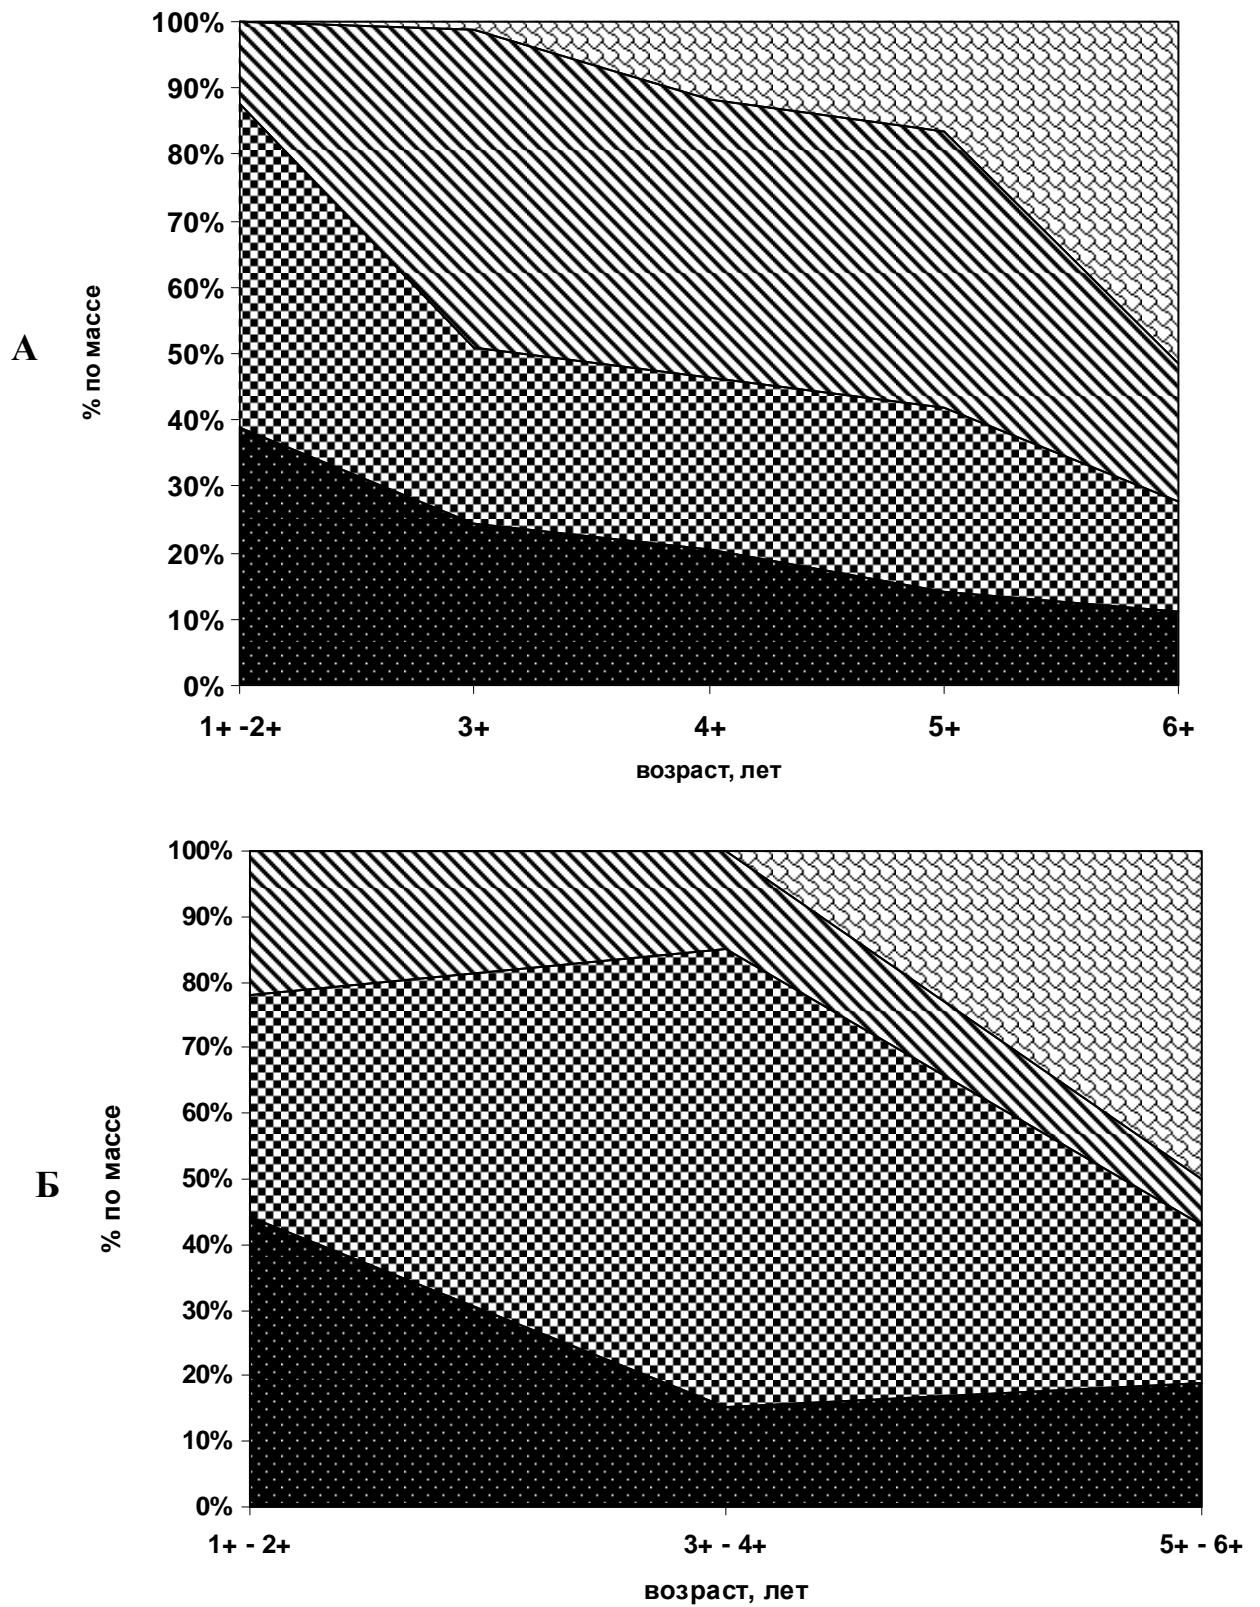 100%
90%
80%
70%
60%
50%
40%
30%
20%
10%
0%
А
% по массе
1+ -2+ 3+ 4+ 5+ 6+
возраст, лет
100%
90%
80%
70%
60%
50%
40%
30%
20%
10%
0%
Б
% по массе
1+ - 2+ 3+ - 4+ 5+ - 6+
возраст, лет